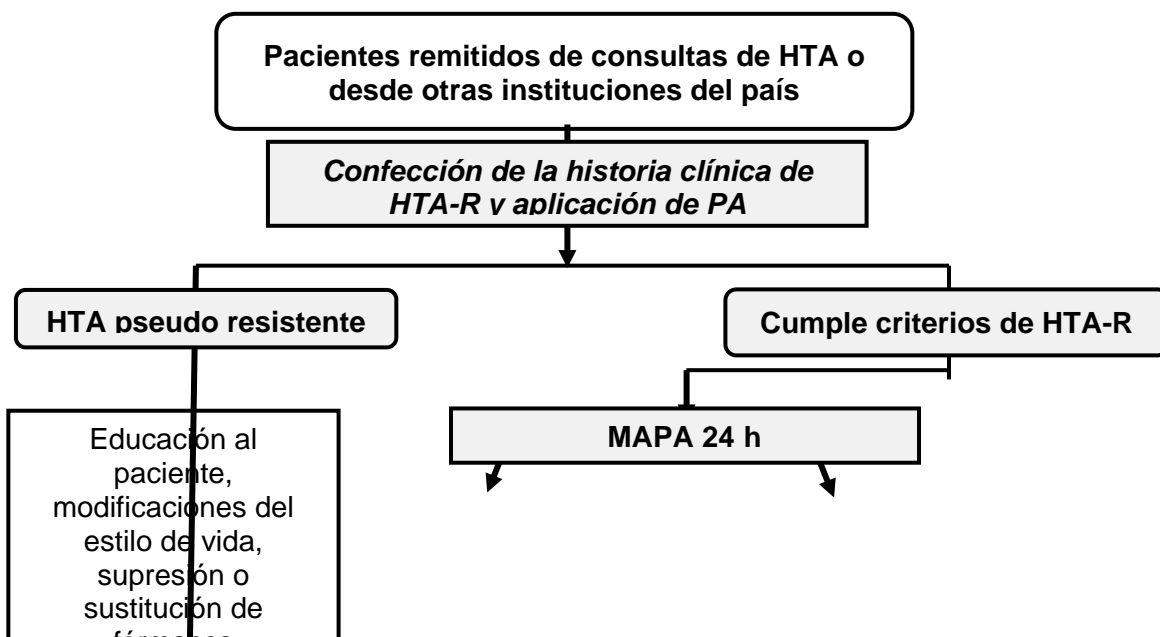 Pacientes remitidos de consultas de HTA o
desde otras instituciones del país
Confección de la historia clínica de
HTA-R y aplicación de PA
HTA pseudo resistente
Cumple criterios de HTA-R
MAPA 24 h
Educación al
paciente,
modificaciones del
estilo de vida,
supresión o
sustitución de